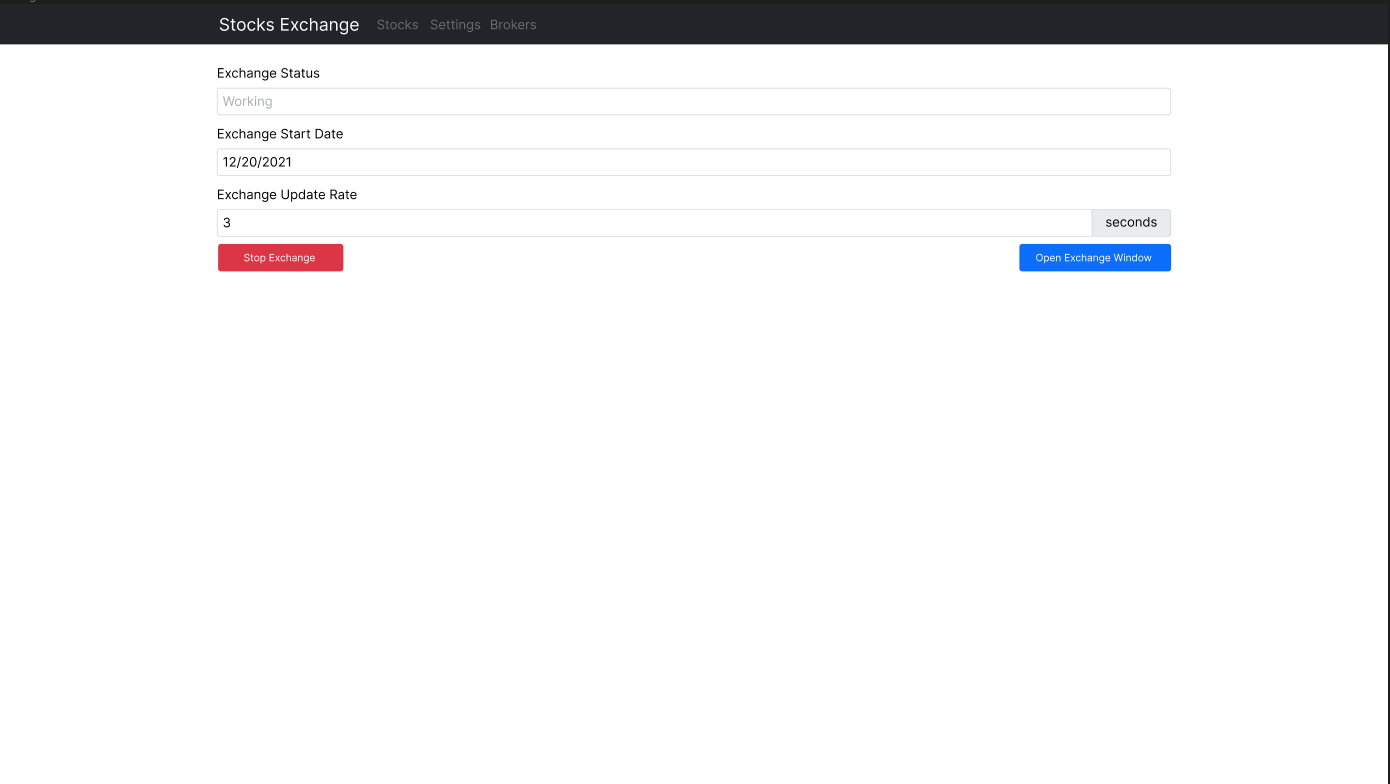 Stocks Exchange Stocks Settings Brokers
Exchange Status
Working
Exchange Start Date
12/20/2021
Exchange Update Rate
3 seconds
Stop Exchange Open Exchange Window